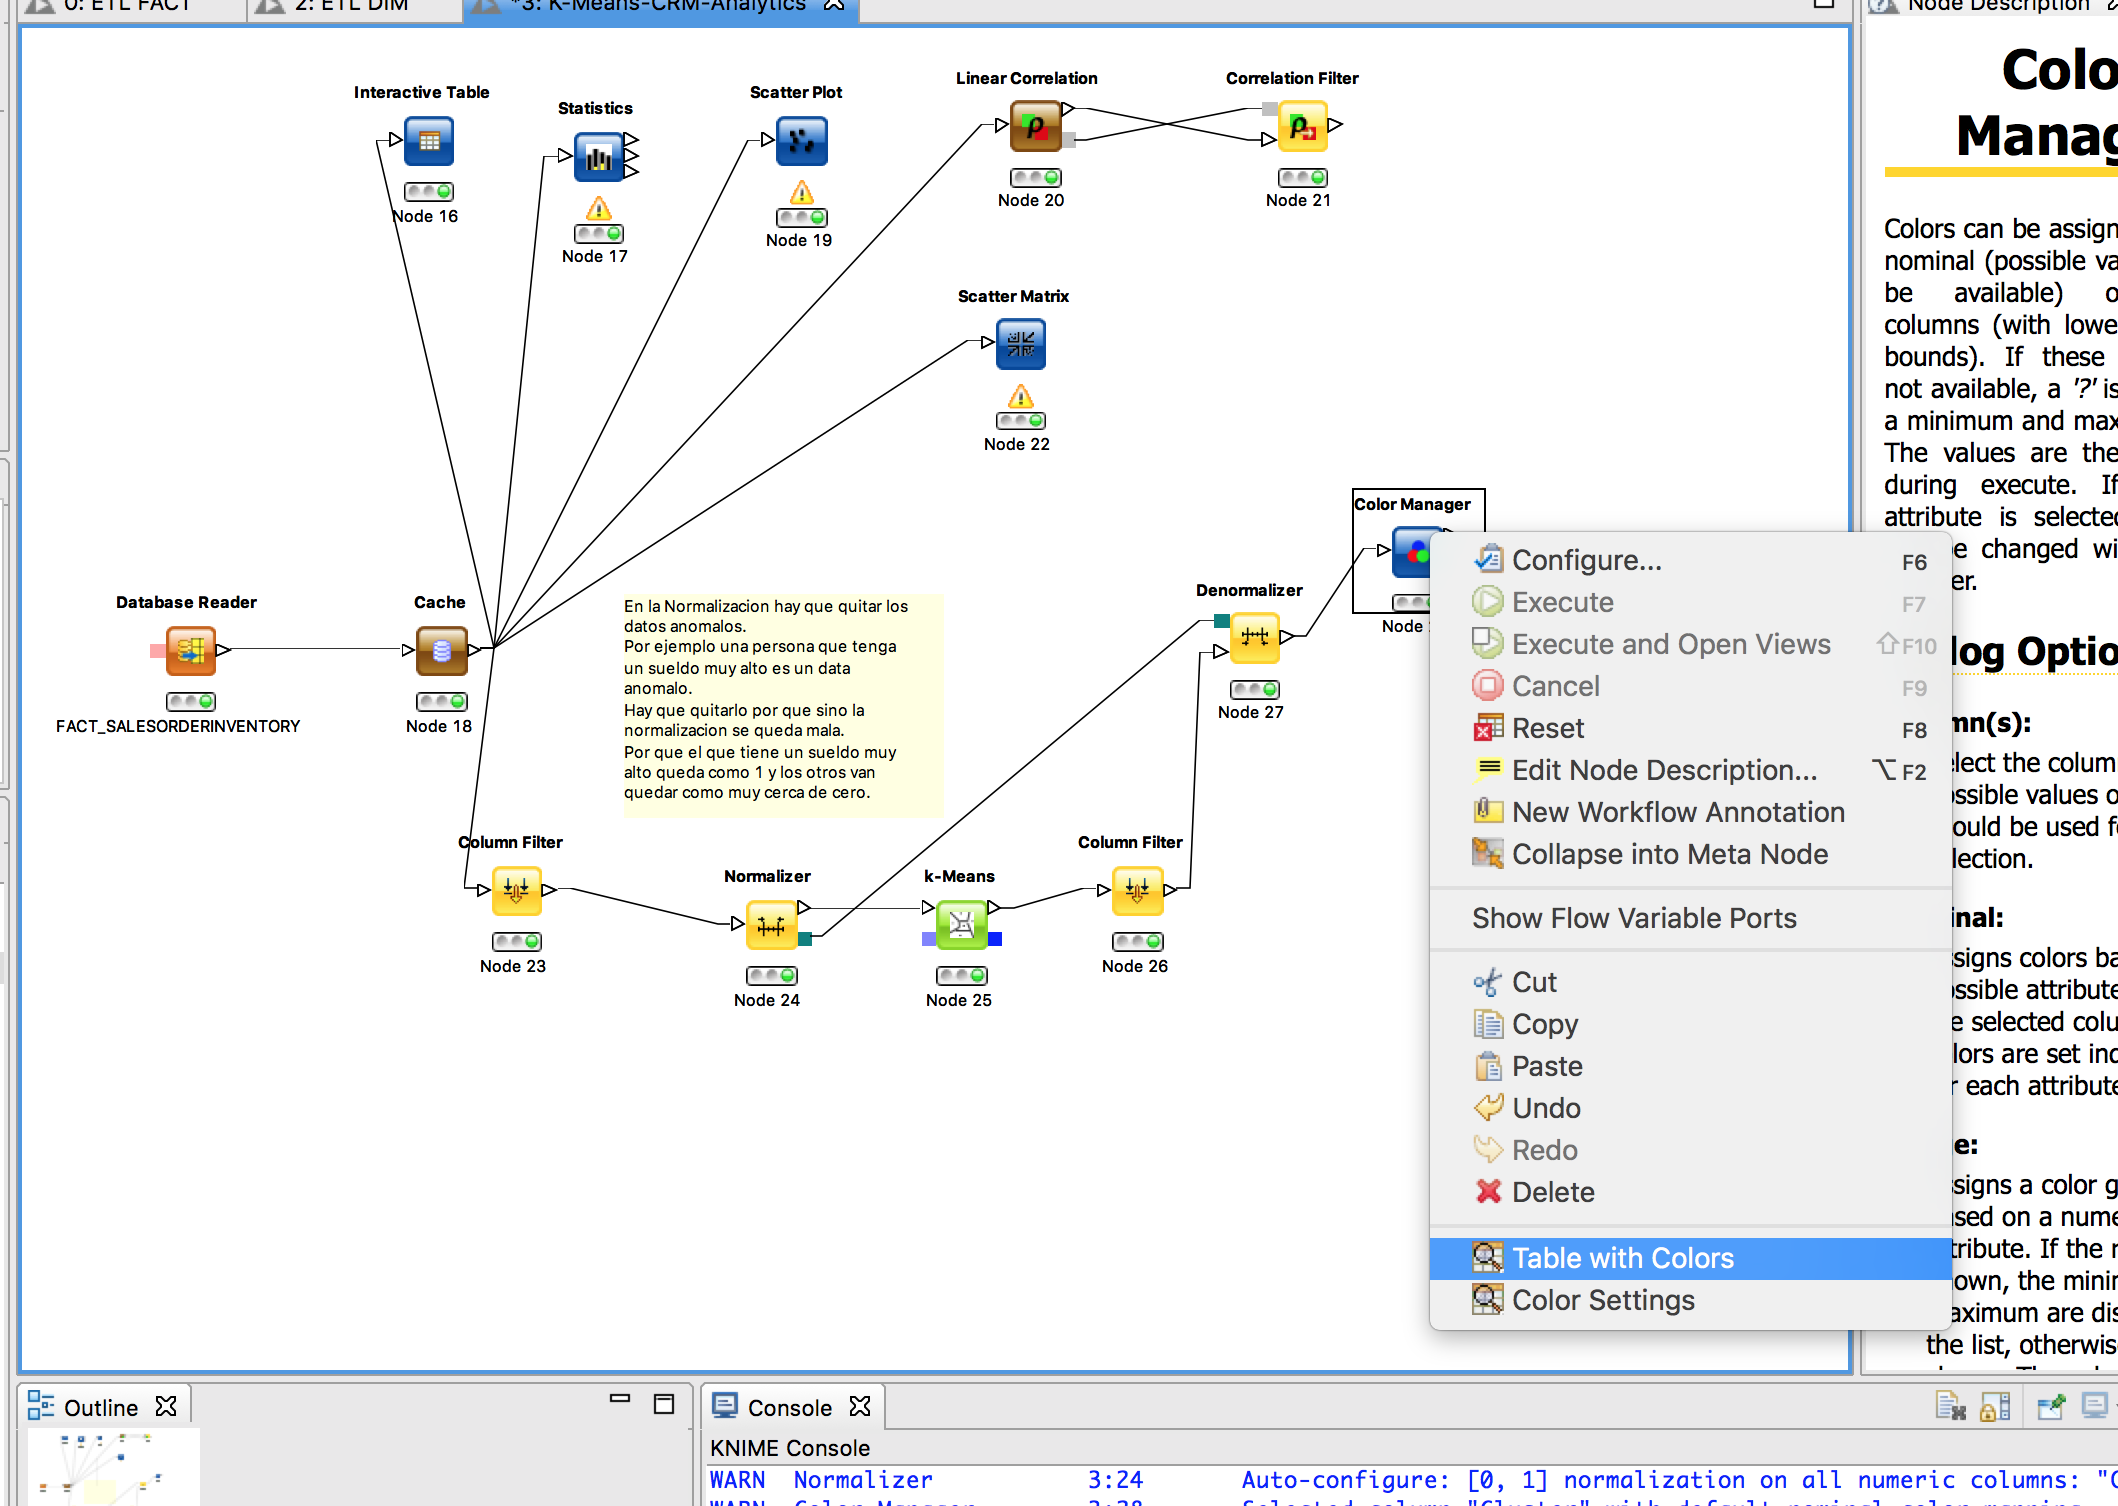 0: ETL FACT
2: ETL DIM
*3: K-Means-CRM-Analytics
Node Description
Interactive Table
Node 16
Statistics
Node 17
Scatter Plot
Node 19
Linear Correlation
Node 20
Correlation Filter
Node 21
Scatter Matrix
Node 22
Database Reader
FACT_SALESORDERINVENTORY
Cache
Node 18
En la Normalizacion hay que quitar los
datos anomalos.
Por ejemplo una persona que tenga
un sueldo muy alto es un data
anomalo.
Hay que quitarlo por que sino la
normalizacion se queda mala.
Por que el que tiene un sueldo muy
alto queda como 1 y los otros van
quedar como muy cerca de cero.
Column Filter
Node 23
Normalizer
Node 24
k-Means
Node 25
Column Filter
Node 26
Denormalizer
Node 27
Color Manager
Node
Configure... F6
Execute F7
Execute and Open Views ⇧F10
Cancel F9
Reset F8
Edit Node Description... ⌥F2
New Workflow Annotation
Collapse into Meta Node
Show Flow Variable Ports
Cut
Copy
Paste
Undo
Redo
Delete
Table with Colors
Color Settings
Colo
Manag
Colors can be assign
nominal (possible va
be available) o
columns (with lowe
bounds). If these
not available, a '?' is
a minimum and max
The values are the
during execute. If
attribute is selected
e changed wi
er.
log Optio
mn(s):
lect the colum
ssible values o
ould be used f
lection.
inal:
signs colors ba
ssible attribute
e selected colu
lors are set ind
r each attribute
e:
signs a color g
sed on a nume
tribute. If the r
own, the minir
aximum are dis
the list, otherwis
Outline
Console
KNIME Console
WARN Normalizer 3:24 Auto-configure: [0, 1] normalization on all numeric columns: "C
WARN Color Manager 3:28 Selected column "Cluster" with default nominal color mapping